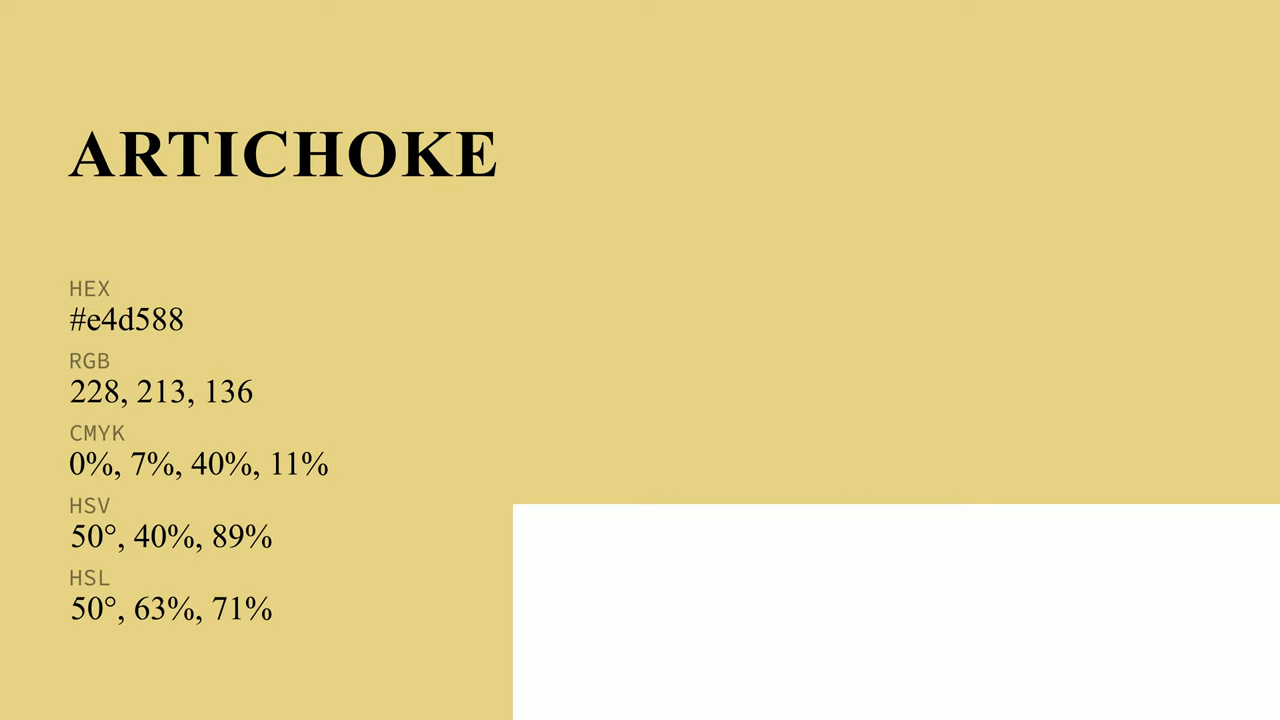 ARTICHOKE
HEX
#e4d588
RGB
228, 213, 136
CMYK
0%, 7%, 40%, 11%
HSV
50°, 40%, 89%
HSL
50°, 63%, 71%